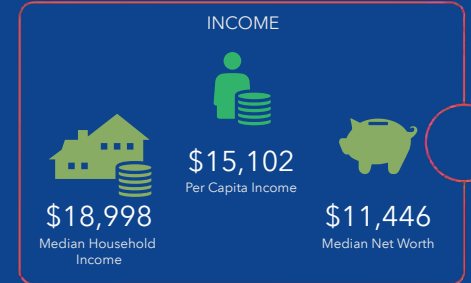 INCOME
$15,102
Per Capita Income
$18,998
Median Household
Income
$11,446
Median Net Worth